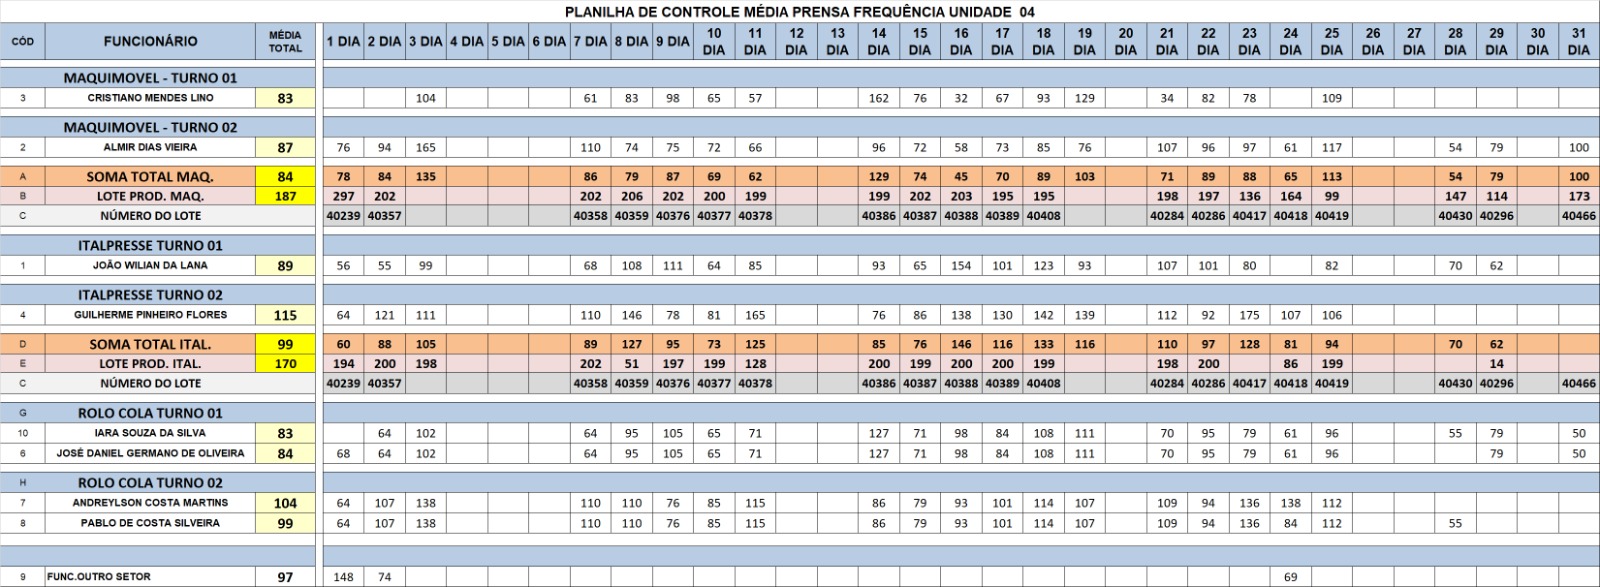 PLANILHA DE CONTROLE MÉDIA PRENSA FREQUÊNCIA UNIDADE 04
CÓD FUNCIONÁRIO MÉDIA TOTAL 1 DIA 2 DIA 3 DIA 4 DIA 5 DIA 6 DIA 7 DIA 8 DIA 9 DIA 10 DIA 11 DIA 12 DIA 13 DIA 14 DIA 15 DIA 16 DIA 17 DIA 18 DIA 19 DIA 20 DIA 21 DIA 22 DIA 23 DIA 24 DIA 25 DIA 26 DIA 27 DIA 28 DIA 29 DIA 30 DIA 31 DIA
MAQUIMOVEL - TURNO 01
3 CRISTIANO MENDES LINO 83 104 61 83 98 65 57 162 76 32 67 93 129 34 82 78 109
MAQUIMOVEL - TURNO 02
2 ALMIR DIAS VIEIRA 87 76 94 165 110 74 75 72 66 96 72 58 73 85 76 107 96 97 61 117 54 79 100
A SOMA TOTAL MAQ. 84 78 84 135 86 79 87 69 62 129 74 45 70 89 103 71 89 88 65 113 54 79 100
B LOTE PROD. MAQ. 187 297 202 202 206 202 200 199 199 202 203 195 195 198 197 136 164 99 147 114 173
C NÚMERO DO LOTE 40239 40357 40358 40359 40376 40377 40378 40386 40387 40388 40389 40408 40284 40286 40417 40418 40419 40430 40296 40466
ITALPRESSE TURNO 01
1 JOÃO WILIAN DA LANA 89 56 55 99 68 108 111 64 85 93 65 154 101 123 93 107 101 80 82 70 62
ITALPRESSE TURNO 02
4 GUILHERME PINHEIRO FLORES 115 64 121 111 110 146 78 81 165 76 86 138 130 142 139 112 92 175 107 106
D SOMA TOTAL ITAL. 99 60 88 105 89 127 95 73 125 85 76 146 116 133 116 110 97 128 81 94 70 62
E LOTE PROD. ITAL. 170 194 200 198 202 51 197 199 128 200 199 200 200 199 198 200 86 199 14
C NÚMERO DO LOTE 40239 40357 40358 40359 40376 40377 40378 40386 40387 40388 40389 40408 40284 40286 40417 40418 40419 40430 40296 40466
G ROLO COLA TURNO 01
10 IARA SOUZA DA SILVA 83 64 102 64 95 105 65 71 127 71 98 84 108 111 70 95 79 61 96 55 79 50
6 JOSÉ DANIEL GERMANO DE OLIVEIRA 84 68 64 102 64 95 105 65 71 127 71 98 84 108 111 70 95 79 61 96 79 50
H ROLO COLA TURNO 02
7 ANDREYLSON COSTA MARTINS 104 64 107 138 110 110 76 85 115 86 79 93 101 114 107 109 94 136 138 112
8 PABLO DE COSTA SILVEIRA 99 64 107 138 110 110 76 85 115 86 79 93 101 114 107 109 94 136 84 112 55
9 FUNC.OUTRO SETOR 97 148 74 69